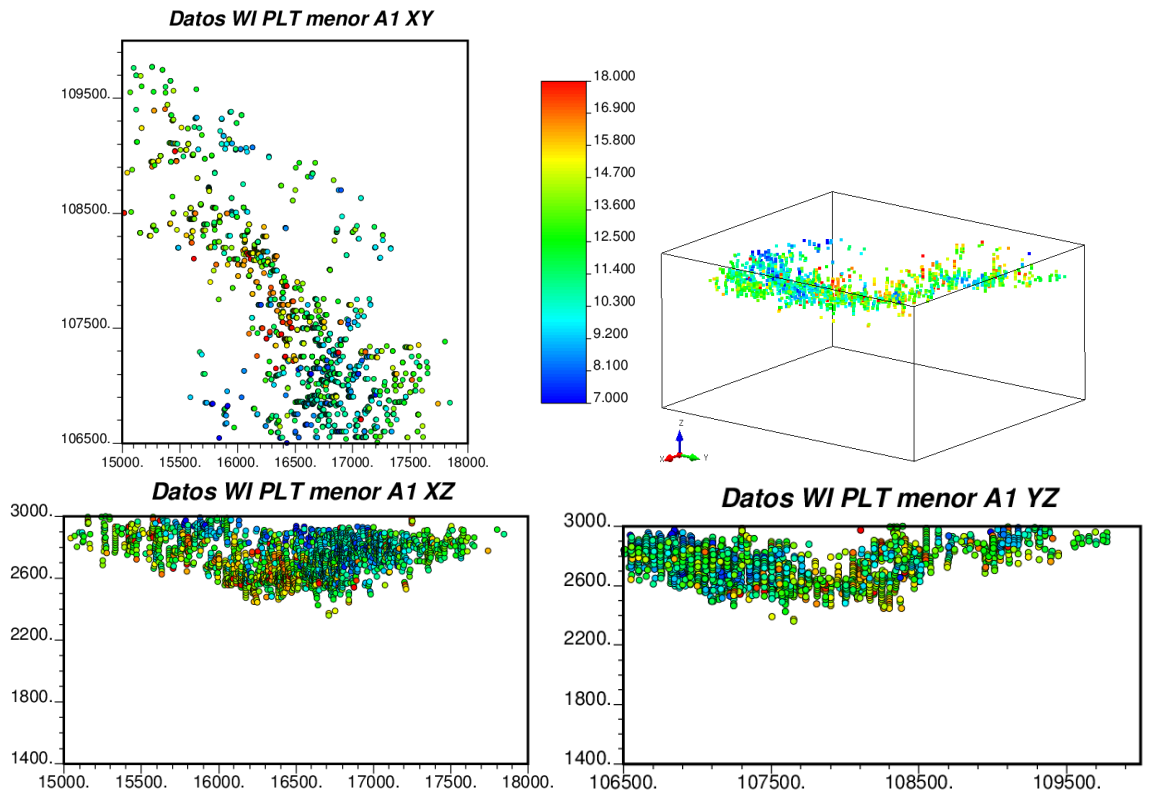 Datos WI PLT menor A1 XY
109500.
108500.
107500.
106500.
15000. 15500. 16000. 16500. 17000. 17500. 18000.
18.000
16.900
15.800
14.700
13.600
12.500
11.400
10.300
9.200
8.100
7.000
Z
X
Y
Datos WI PLT menor A1 XZ
3000.
2600.
2200.
1800.
1400.
15000. 15500. 16000. 16500. 17000. 17500. 18000.
Datos WI PLT menor A1 YZ
3000.
2600.
2200.
1800.
1400.
106500. 107500. 108500. 109500.